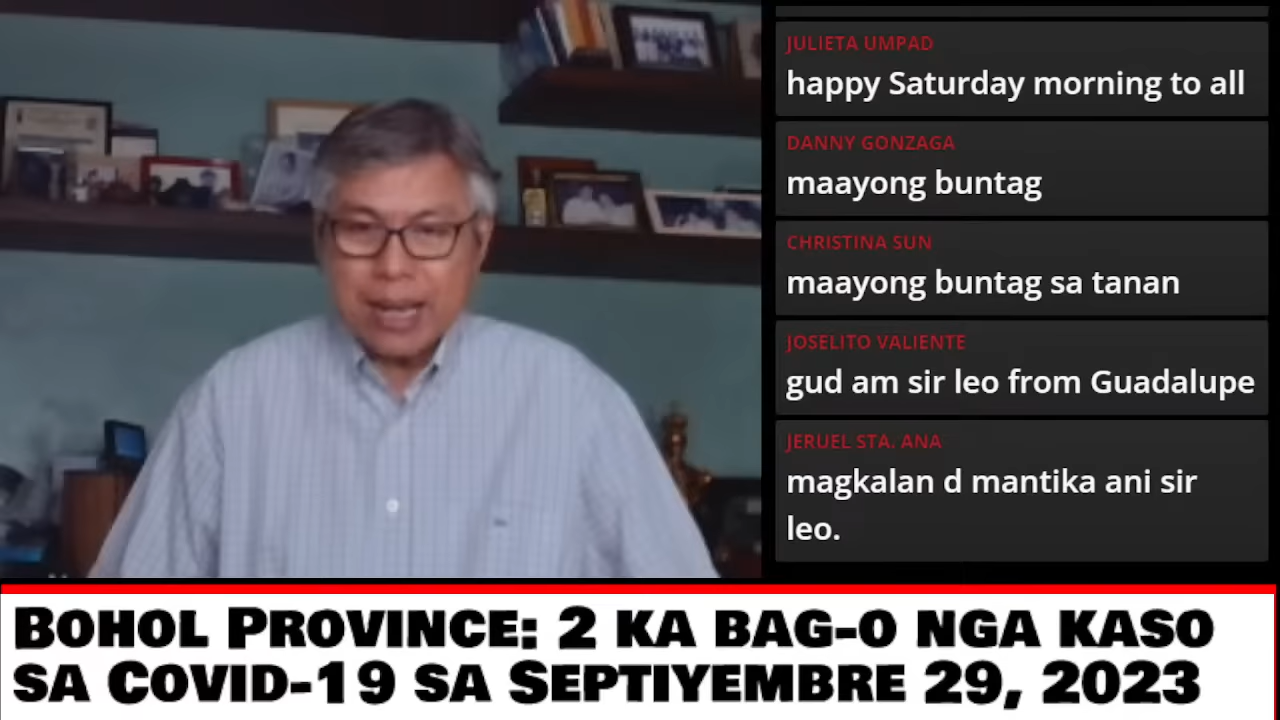 JULIETA UMPAD
happy Saturday morning to all
DANNY GONZAGA
maayong buntag
CHRISTINA SUN
maayong buntag sa tanan
JOSELITO VALIENTE
gud am sir leo from Guadalupe
JERUEL STA. ANA
magkalan d mantika ani sir
leo.
BOHOL PROVINCE: 2 KA BAG-O NGA KASO
SA COVID-19 SA SEPTIYEMBRE 29, 2023